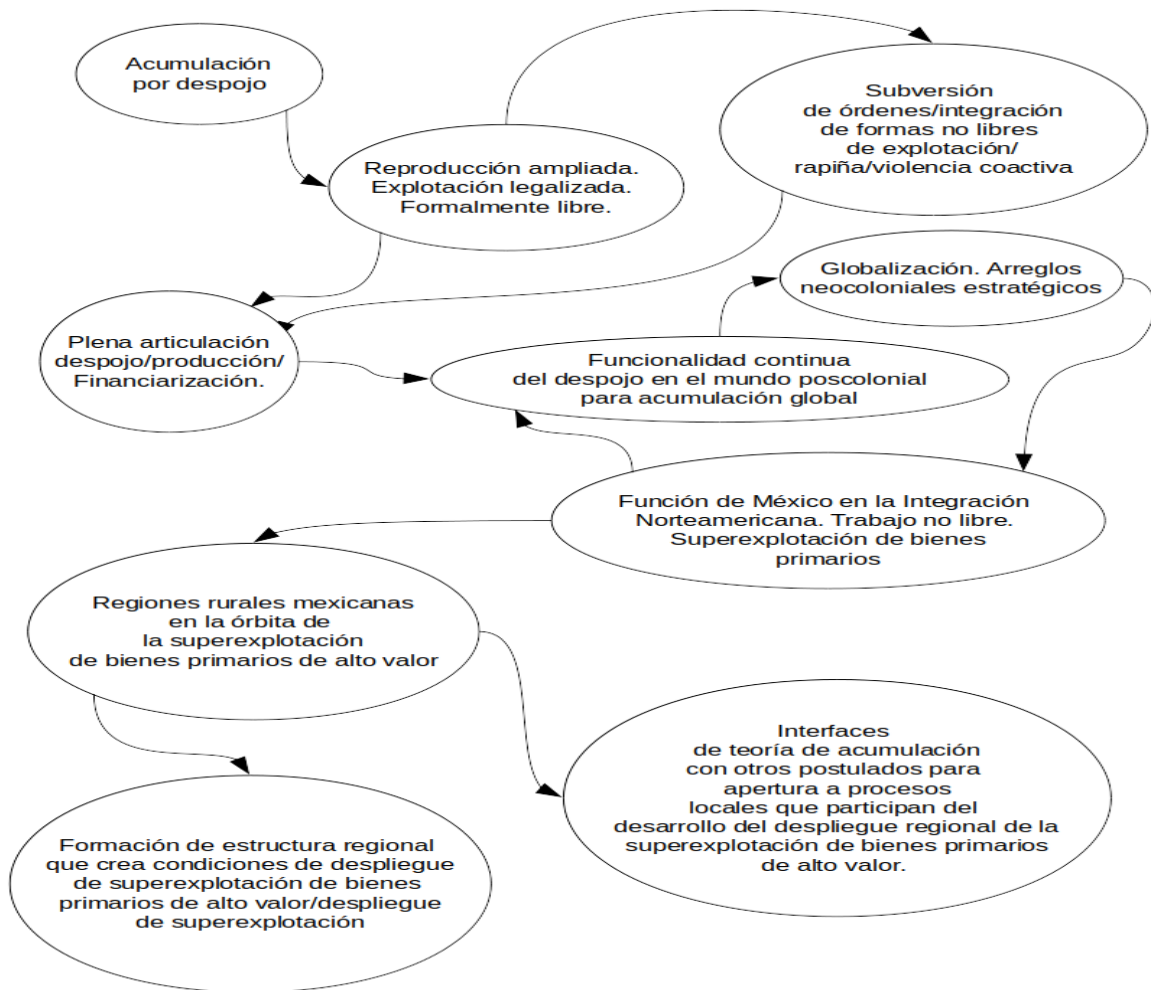 Acumulación
por despojo
Reproducción ampliada.
Explotación legalizada.
Formalmente libre.
Subversión
de órdenes/integración
de formas no libres
de explotación/
rapiña/violencia coactiva
Globalización. Arreglos
neocoloniales estratégicos
Plena articulación
despojo/producción/
Financiarización.
Funcionalidad continua
del despojo en el mundo poscolonial
para acumulación global
Función de México en la Integración
Norteamericana. Trabajo no libre.
Superexplotación de bienes
primarios
Regiones rurales mexicanas
en la órbita de
la superexplotación
de bienes primarios de alto valor
Interfaces
de teoría de acumulación
con otros postulados para
apertura a procesos
locales que participan del
desarrollo del despliegue regional de la
superexplotación de bienes primarios
de alto valor.
Formación de estructura regional
que crea condiciones de despliegue
de superexplotación de bienes
primarios de alto valor/despliegue
de superexplotación